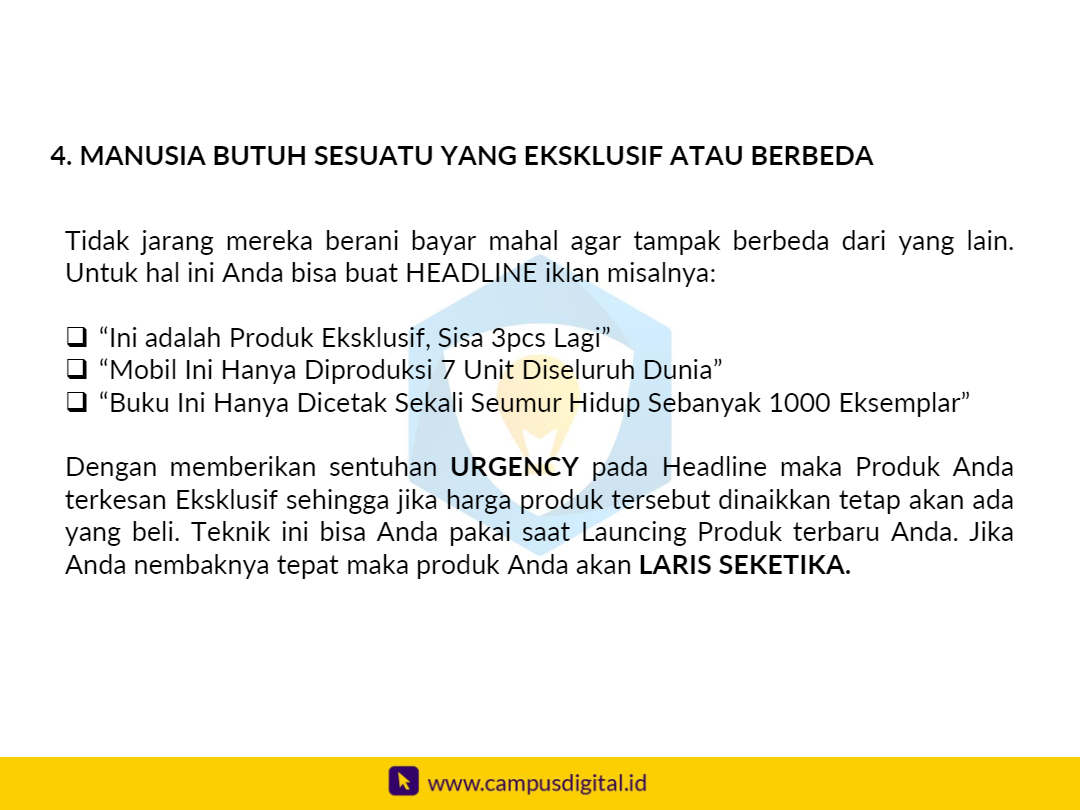 4. MANUSIA BUTUH SESUATU YANG EKSKLUSIF ATAU BERBEDA
Tidak jarang mereka berani bayar mahal agar tampak berbeda dari yang lain.
Untuk hal ini Anda bisa buat HEADLINE iklan misalnya:
❑ “Ini adalah Produk Eksklusif, Sisa 3pcs Lagi”
❑ “Mobil Ini Hanya Diproduksi 7 Unit Diseluruh Dunia”
❑ “Buku Ini Hanya Dicetak Sekali Seumur Hidup Sebanyak 1000 Eksemplar”
Dengan memberikan sentuhan URGENCY pada Headline maka Produk Anda
terkesan Eksklusif sehingga jika harga produk tersebut dinaikkan tetap akan ada
yang beli. Teknik ini bisa Anda pakai saat Launcing Produk terbaru Anda. Jika
Anda nembaknya tepat maka produk Anda akan LARIS SEKETIKA.
www.campusdigital.id